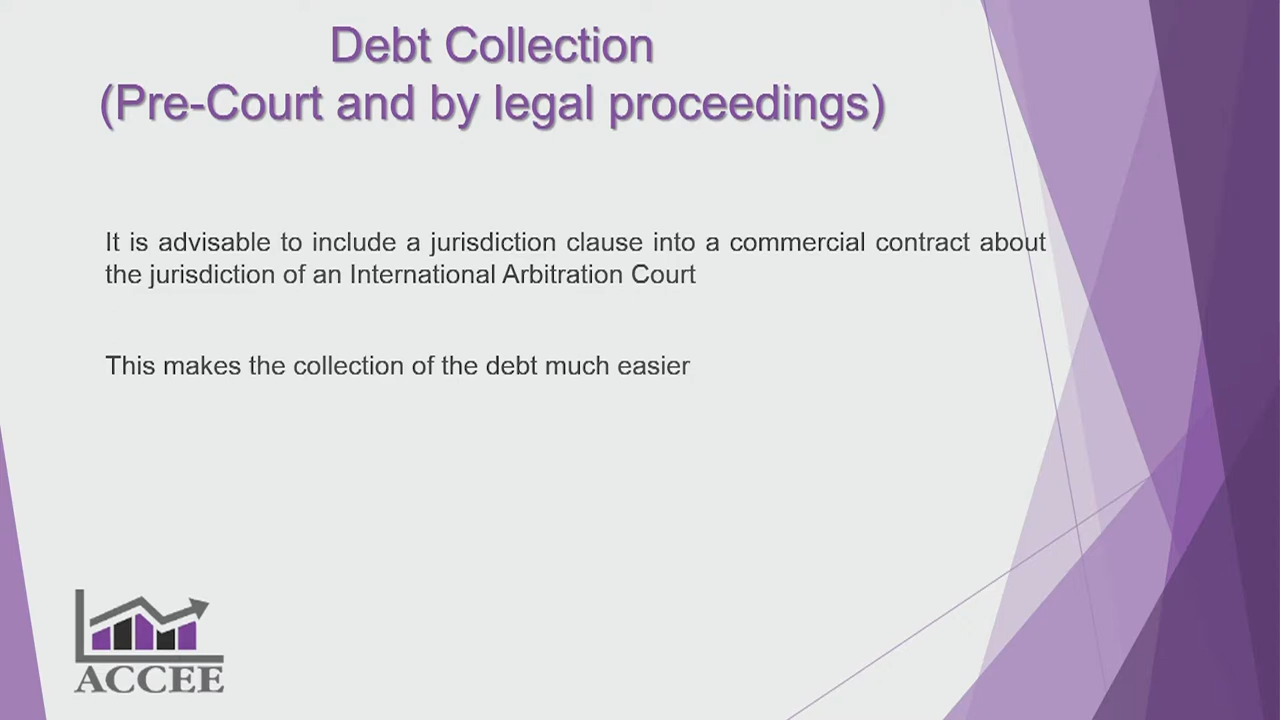 Debt Collection
(Pre-Court and by legal proceedings)
It is advisable to include a jurisdiction clause into a commercial contract about
the jurisdiction of an International Arbitration Court
This makes the collection of the debt much easier
ACCEE